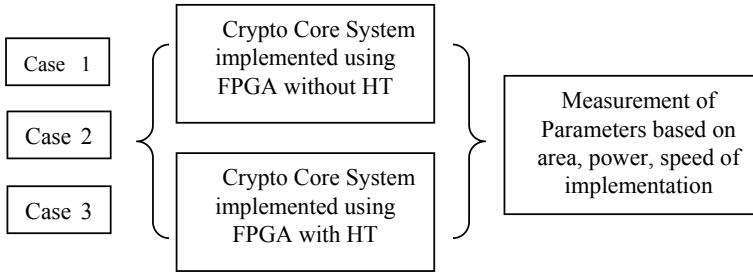 Case 1
Case 2
Case 3
Crypto Core System
implemented using
FPGA without HT
Crypto Core System
implemented using
FPGA with HT
Measurement of
Parameters based on
area, power, speed of
implementation